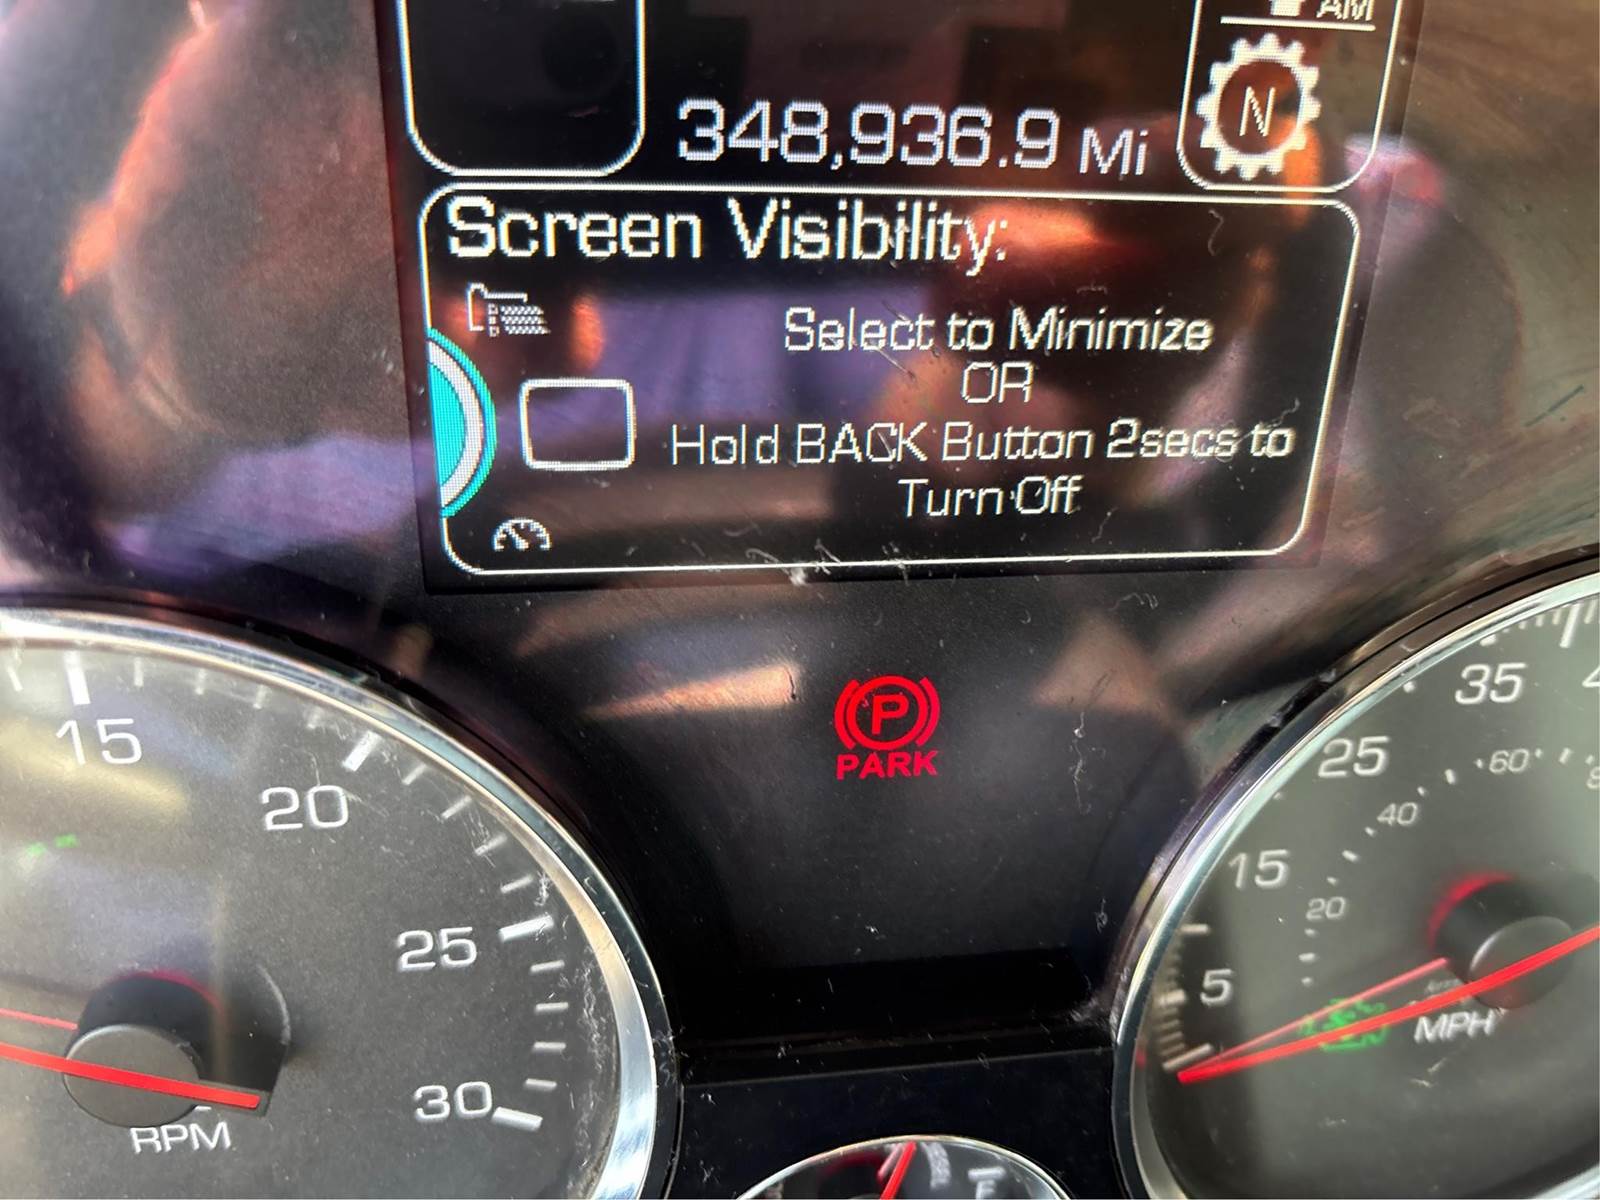 AM
348,936.9 Mi
N
Screen Visibility:
Select to Minimize
OR
Hold BACK Button 2secs to
Turn Off
P
PARK
15
20
25
30
RPM
35
25
15
5
60
40
20
MPH
F